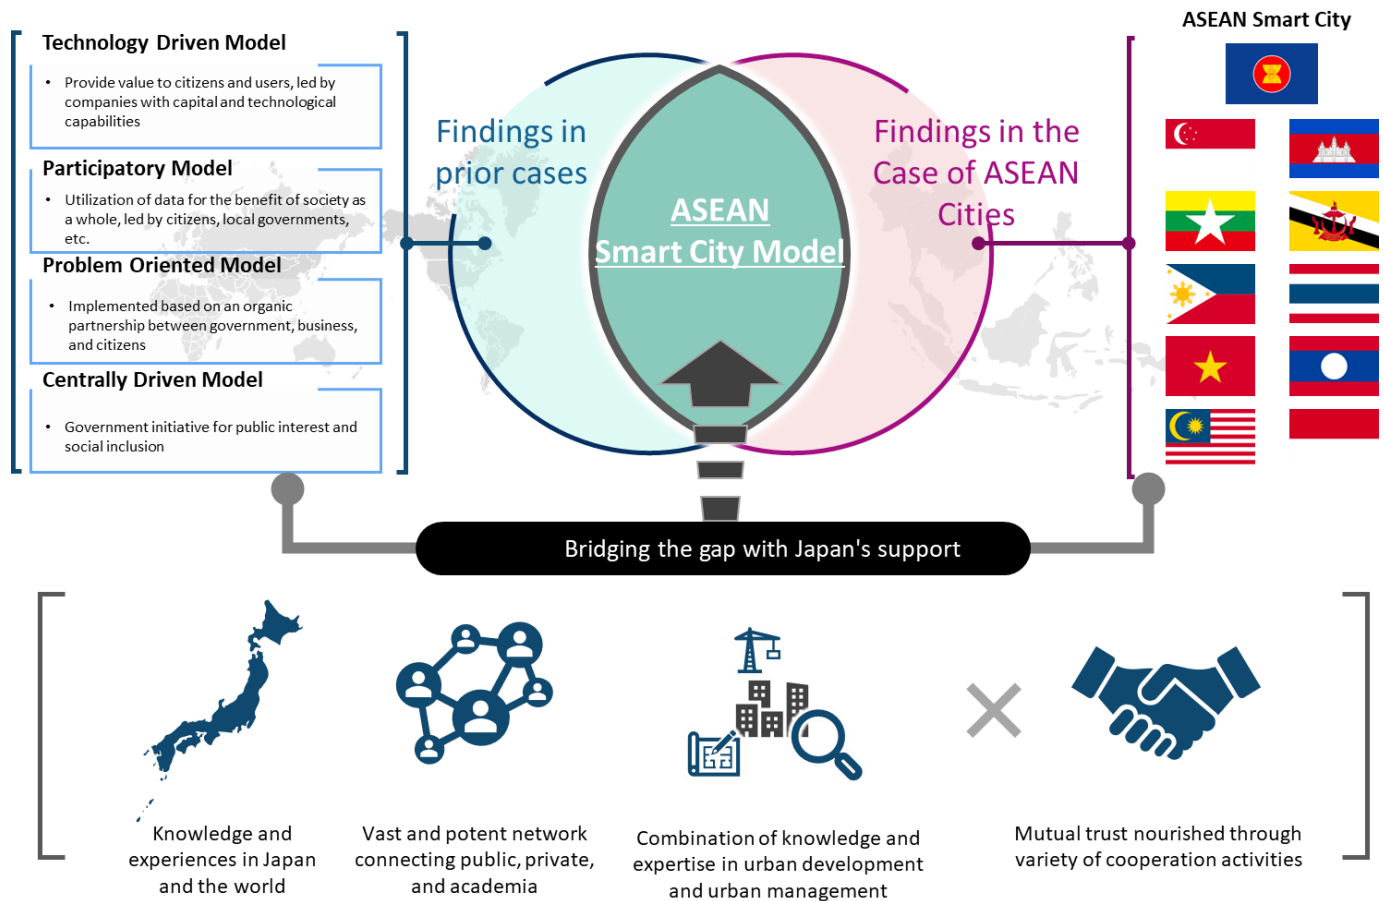 Technology Driven Model
• Provide value to citizens and users, led by
companies with capital and technological
capabilities
Participatory Model
• Utilization of data for the benefit of society as
a whole, led by citizens, local governments,
etc.
Problem Oriented Model
• Implemented based on an organic
partnership between government, business,
and citizens
Centrally Driven Model
• Government initiative for public interest and
social inclusion
Findings in
prior cases
ASEAN
Smart City Model
Findings in the
Case of ASEAN
Cities
ASEAN Smart City
Bridging the gap with Japan's support
Knowledge and
experiences in Japan
and the world
Vast and potent network
connecting public, private,
and academia
Combination of knowledge and
expertise in urban development
and urban management
Mutual trust nourished through
variety of cooperation activities